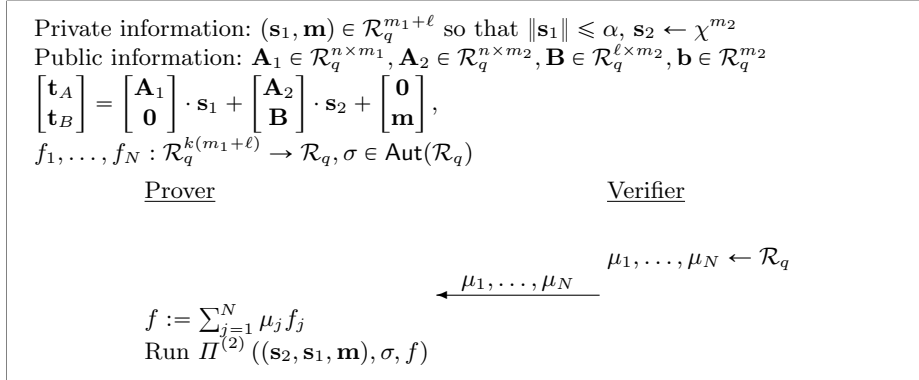 Private information: (s₁, m) ∈ R_q^{m₁+ℓ} so that ‖s₁‖ ⩽ α, s₂ ← χ^{m₂}
Public information: A₁ ∈ R_q^{n×m₁}, A₂ ∈ R_q^{n×m₂}, B ∈ R_q^{ℓ×m₂}, b ∈ R_q^{m₂}
[t_A; t_B] = [A₁; 0] · s₁ + [A₂; B] · s₂ + [0; m],
f₁, …, f_N : R_q^{k(m₁+ℓ)} → R_q, σ ∈ Aut(R_q)
Prover Verifier
μ₁, …, μ_N ← R_q
μ₁, …, μ_N
f := ∑_{j=1}^{N} μ_j f_j
Run Π^{(2)} ((s₂, s₁, m), σ, f)